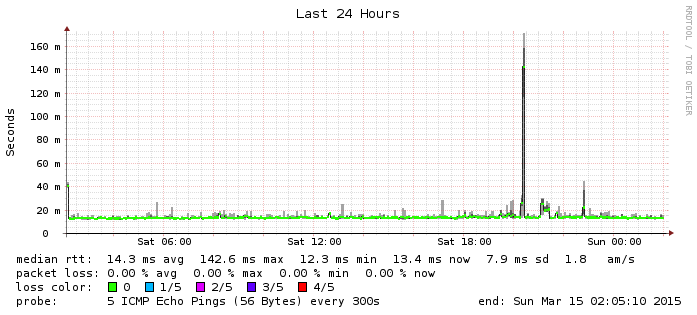 Last 24 Hours
RRDTOOL / TOBI OETIKER
Seconds
160 m
140 m
120 m
100 m
80 m
60 m
40 m
20 m
0
Sat 06:00 Sat 12:00 Sat 18:00 Sun 00:00
median rtt: 14.3 ms avg 142.6 ms max 12.3 ms min 13.4 ms now 7.9 ms sd 1.8 am/s
packet loss: 0.00 % avg 0.00 % max 0.00 % min 0.00 % now
loss color: 0 1/5 2/5 3/5 4/5
probe: 5 ICMP Echo Pings (56 Bytes) every 300s end: Sun Mar 15 02:05:10 2015